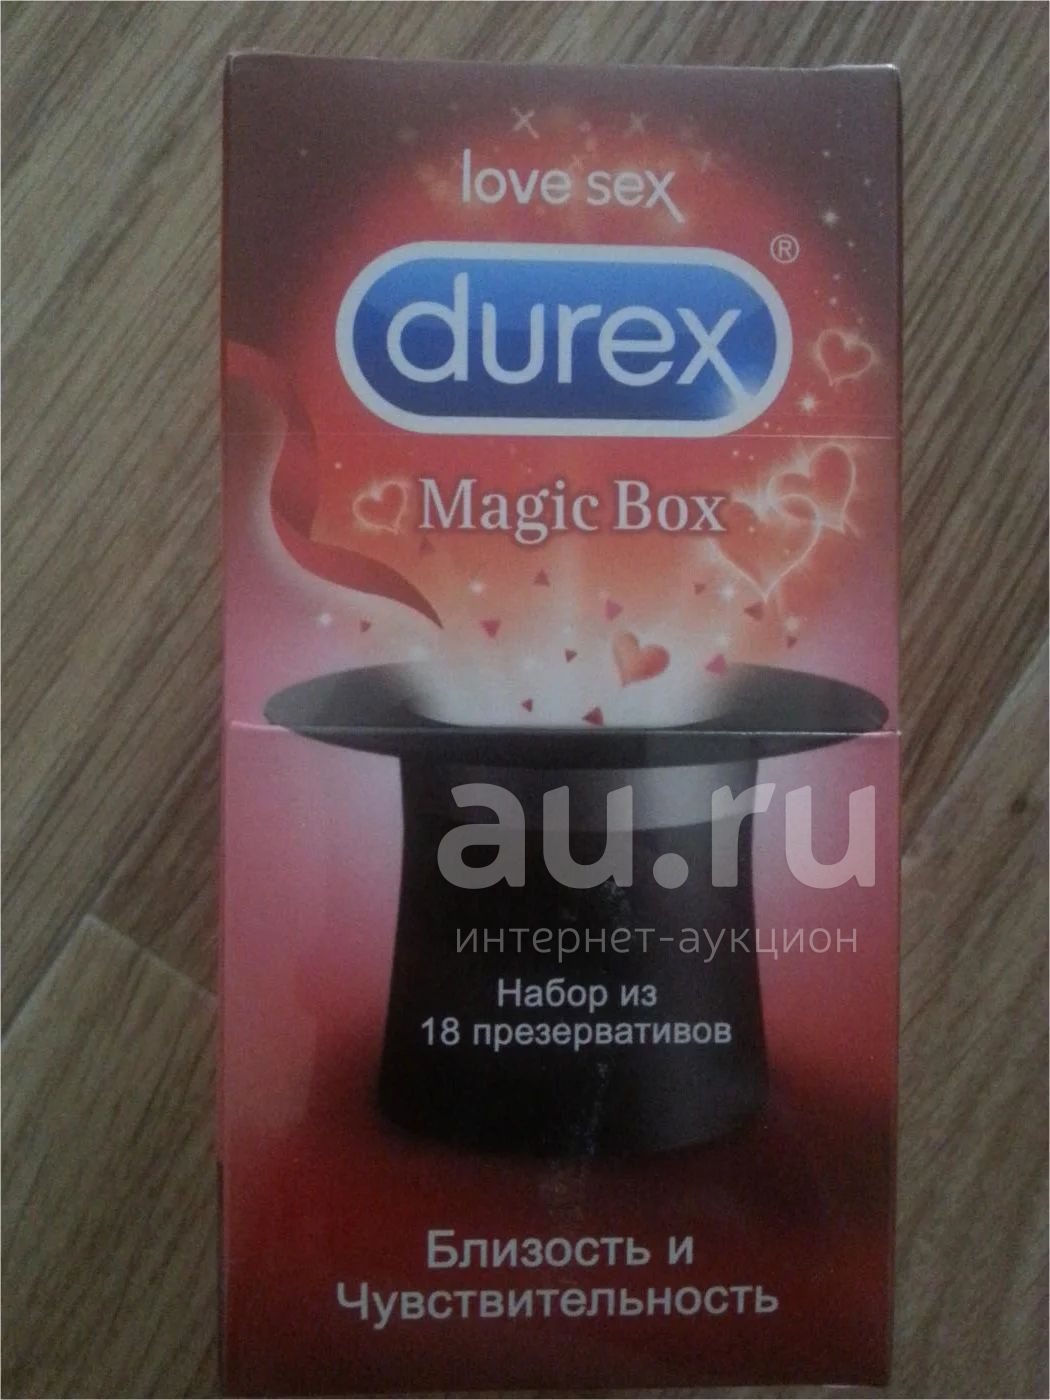 love sex
durex®
Magic Box
au.ru
интернет-аукцион
Набор из
18 презервативов
Близость и
Чувствительность